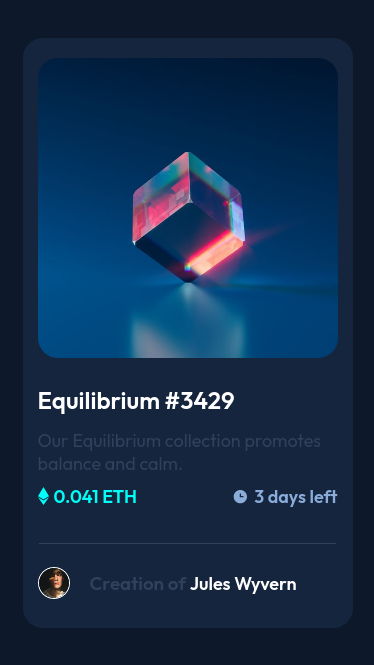 Equilibrium #3429
Our Equilibrium collection promotes
balance and calm.
0.041 ETH
3 days left
Creation of Jules Wyvern